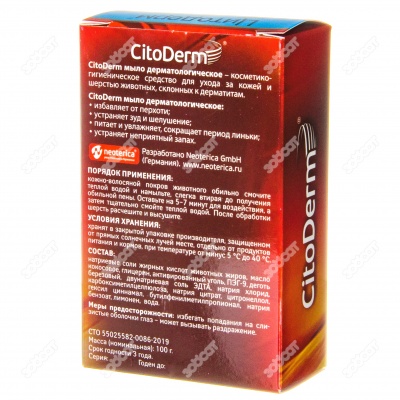 CitoDerm
CitoDerm мыло дерматологическое – косметико-
гигиеническое средство для ухода за кожей и
шерстью животных, склонных к дерматитам.
CitoDerm мыло дерматологическое:
• избавляет от перхоти;
• устраняет зуд и шелушение;
• питает и увлажняет, сокращает период линьки;
• устраняет неприятный запах.
neoterica
Разработано Neoterica GmbH
(Германия). www.neoterica.ru
ПОРЯДОК ПРИМЕНЕНИЯ:
кожно-волосяной покров животного обильно смочите
теплой водой и намыльте, слегка втирая до получения
обильной пены. Оставьте на 5–7 минут для воздействия, а
затем тщательно смойте теплой водой. После обработки
шерсть расчешите и высушите.
УСЛОВИЯ ХРАНЕНИЯ:
хранят в закрытой упаковке производителя, защищенном
от прямых солнечных лучей месте, отдельно от продуктов
питания и кормов, при температуре от минус 5 °C до 40 °C
СОСТАВ:
натриевые соли жирных кислот животных жиров, масло
кокосовое, глицерин, активированный уголь, ПЭГ-9, деготь
березовый, двунатриевая соль ЭДТА, натрия хлорид,
карбоксиметилцеллюлоза, натрия цитрат, цитронеллол,
гексил циннамал, бутилфенилметилпропионал, натрия
бензоат, лимонен, вода.
Меры предосторожности: избегать попадания на сли-
зистые оболочки глаз – может вызывать раздражение.
СТО 55025582-0086-2019
Масса (номинальная): 100 г.
Срок годности 3 года.
Серия:
Годен до:
CitoDerm